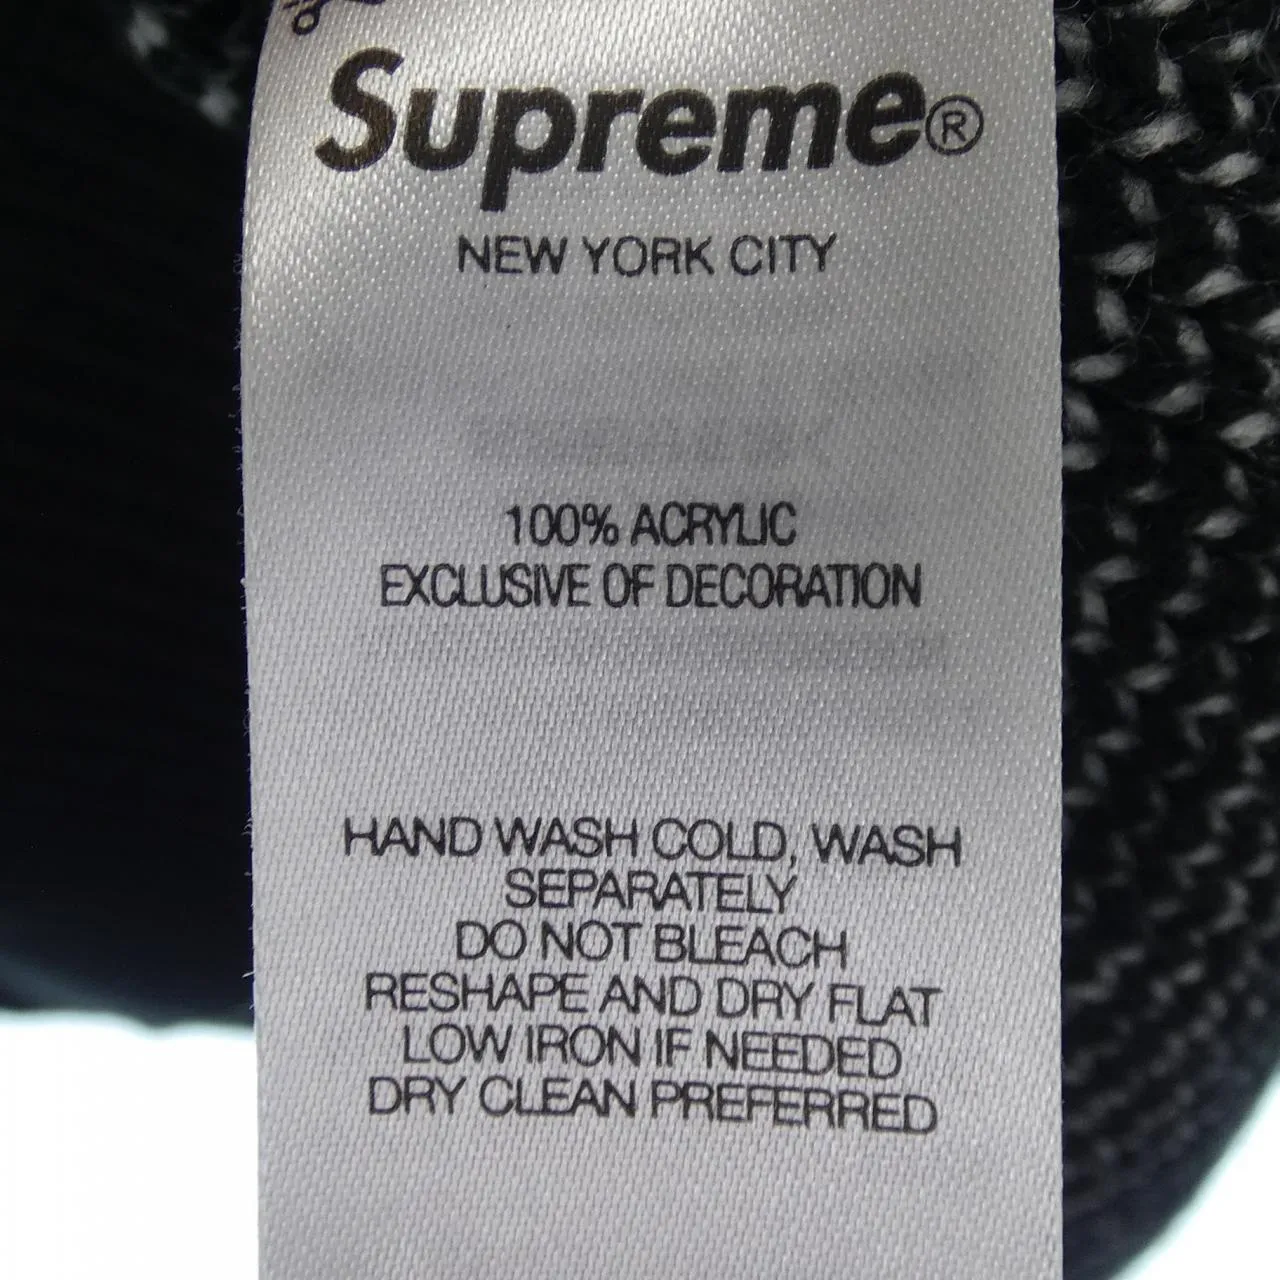 Supreme®
NEW YORK CITY
100% ACRYLIC
EXCLUSIVE OF DECORATION
HAND WASH COLD, WASH
SEPARATELY
DO NOT BLEACH
RESHAPE AND DRY FLAT
LOW IRON IF NEEDED
DRY CLEAN PREFERRED